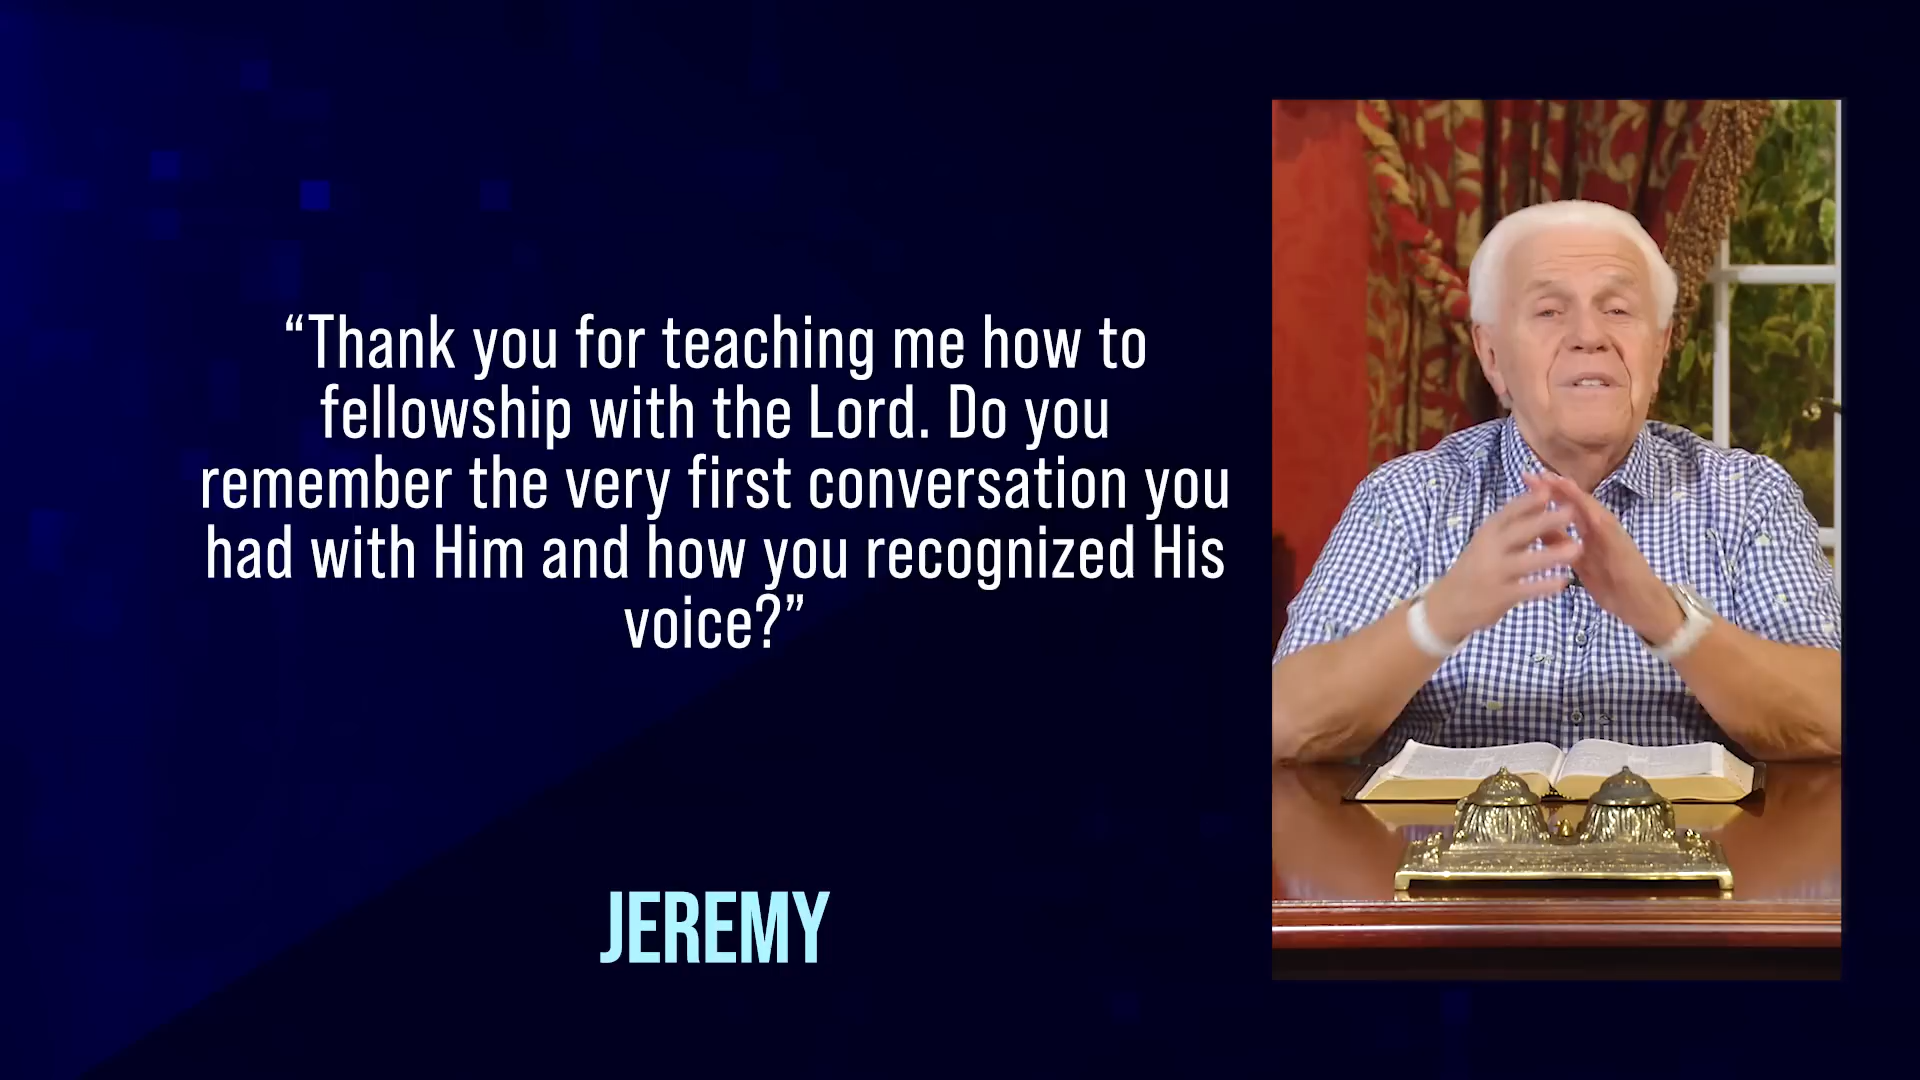 “Thank you for teaching me how to
fellowship with the Lord. Do you
remember the very first conversation you
had with Him and how you recognized His
voice?”
JEREMY